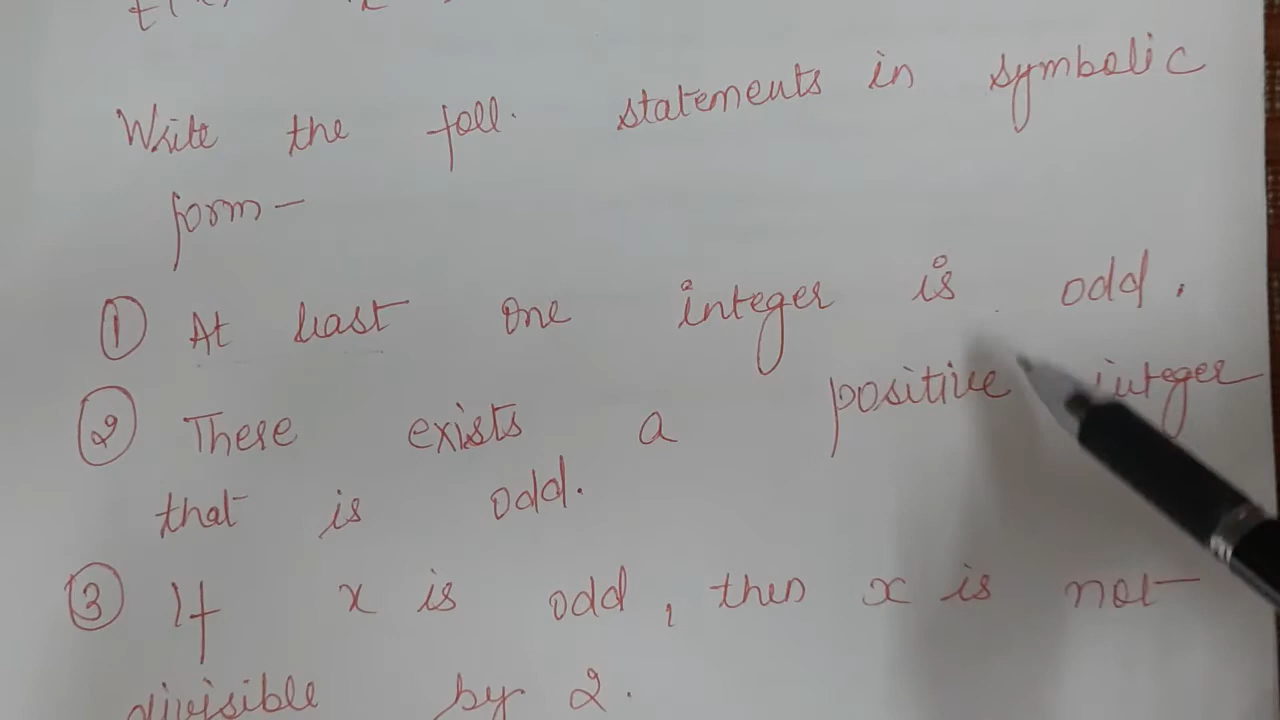 Write the foll. statements in symbolic
form -
① At least one integer is odd.
② There exists a positive integer
that is odd.
③ If x is odd, then x is not
divisible by 2.